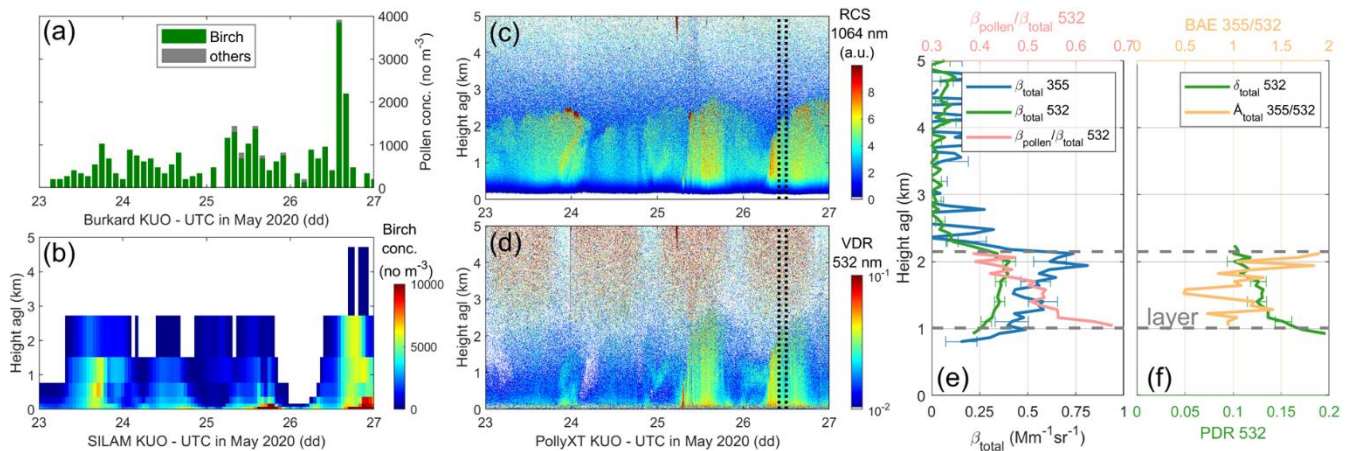 (a)
Birch
others
4000
3000
2000
1000
0
Pollen conc. (no m⁻³)
23 24 25 26 27
Burkard KUO - UTC in May 2020 (dd)
(b)
Birch
conc.
(no m⁻³)
10000
5000
0
5
4
3
2
1
0
Height agl (km)
23 24 25 26 27
SILAM KUO - UTC in May 2020 (dd)
(c)
RCS
1064 nm
(a.u.)
8
6
4
2
0
5
4
3
2
1
0
Height agl (km)
23 24 25 26 27
(d)
VDR
532 nm
10⁻¹
10⁻²
5
4
3
2
1
0
Height agl (km)
23 24 25 26 27
PollyXT KUO - UTC in May 2020 (dd)
β_pollen/β_total 532
0.3 0.4 0.5 0.6 0.7
β_total 355
β_total 532
β_pollen/β_total 532
5
4
3
2
1
0
Height agl (km)
(e)
0 0.25 0.5 0.75 1
β_total (Mm⁻¹sr⁻¹)
BAE 355/532
0 0.5 1 1.5 2
δ_total 532
Å_total 355/532
layer
(f)
0 0.05 0.1 0.15 0.2
PDR 532